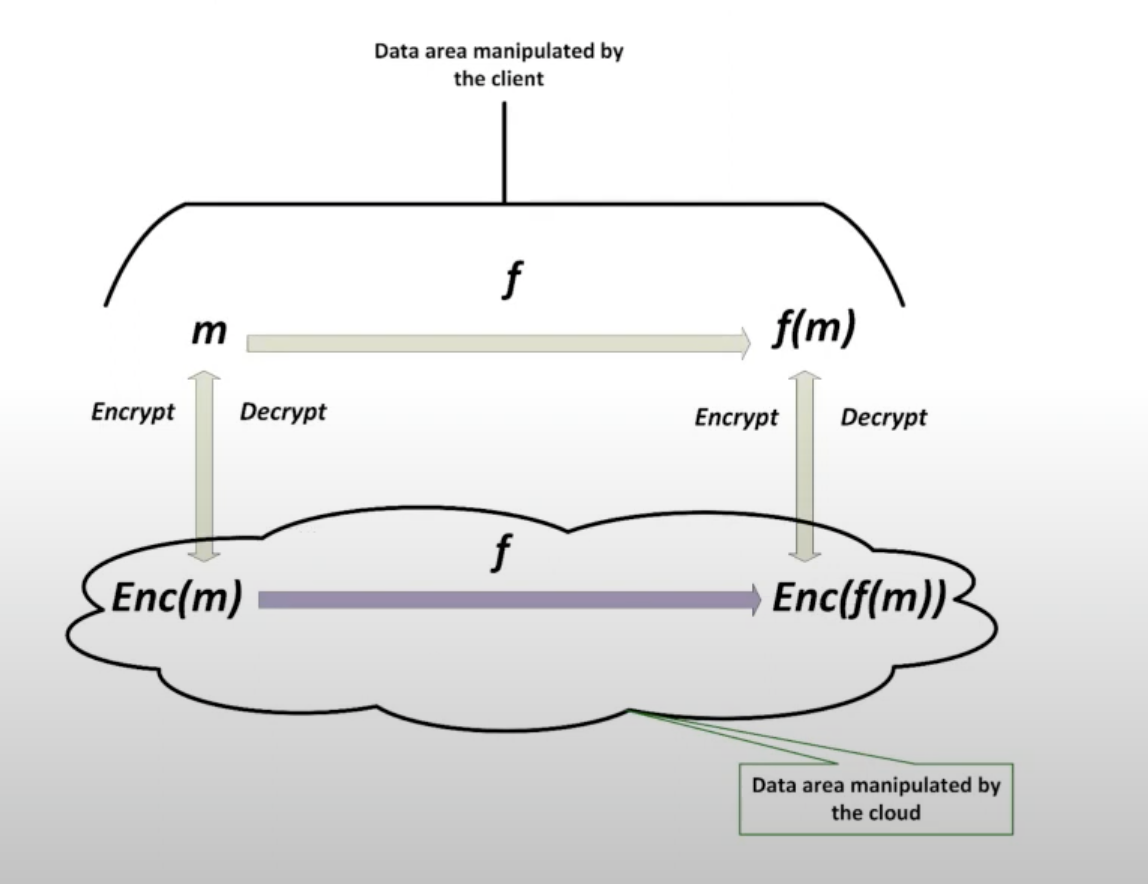 Data area manipulated by
the client
f
m
f(m)
Encrypt
Decrypt
Encrypt
Decrypt
f
Enc(m)
Enc(f(m))
Data area manipulated by
the cloud